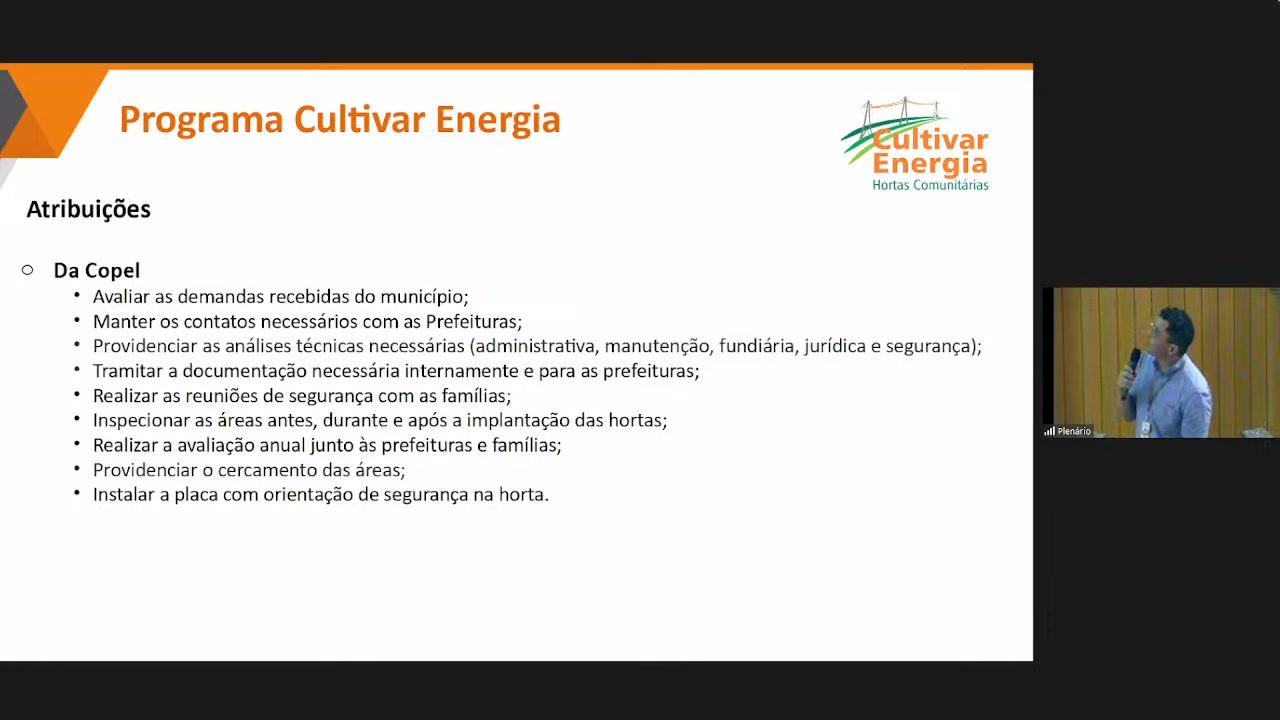 Programa Cultivar Energia
Cultivar
Energia
Hortas Comunitárias
Atribuições
Da Copel
Avaliar as demandas recebidas do município;
Manter os contatos necessários com as Prefeituras;
Providenciar as análises técnicas necessárias (administrativa, manutenção, fundiária, jurídica e segurança);
Tramitar a documentação necessária internamente e para as prefeituras;
Realizar as reuniões de segurança com as famílias;
Inspecionar as áreas antes, durante e após a implantação das hortas;
Realizar a avaliação anual junto às prefeituras e famílias;
Providenciar o cercamento das áreas;
Instalar a placa com orientação de segurança na horta.
Plenário